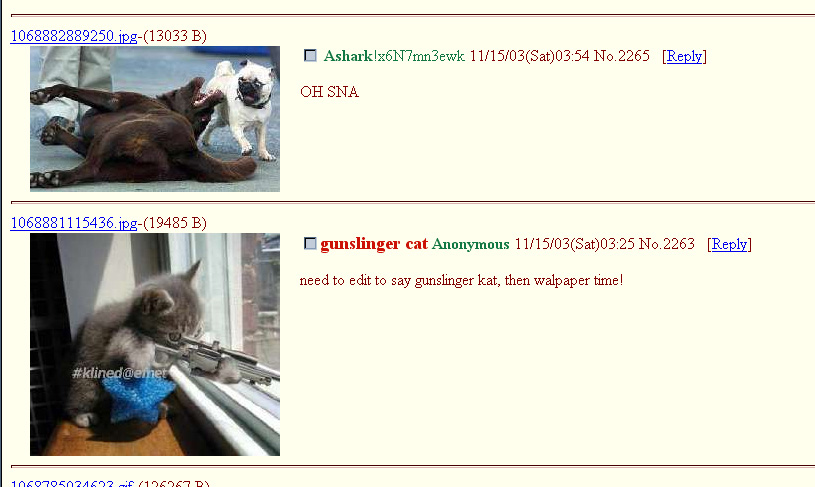 1068882889250.jpg-(13033 B)
Ashark!x6N7mn3ewk 11/15/03(Sat)03:54 No.2265 [Reply]
OH SNA
1068881115436.jpg-(19485 B)
gunslinger cat Anonymous 11/15/03(Sat)03:25 No.2263 [Reply]
need to edit to say gunslinger kat, then walpaper time!
#klined@efnet
1068785034623.gif-(126267 B)